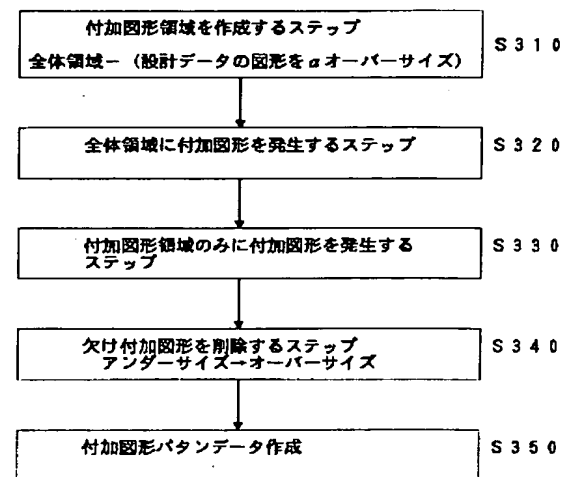 付加図形領域を作成するステップ
全体領域－（設計データの図形をαオーバーサイズ）
S310
全体領域に付加図形を発生するステップ
S320
付加図形領域のみに付加図形を発生する
ステップ
S330
欠け付加図形を削除するステップ
アンダーサイズ→オーバーサイズ
S340
付加図形パタンデータ作成
S350